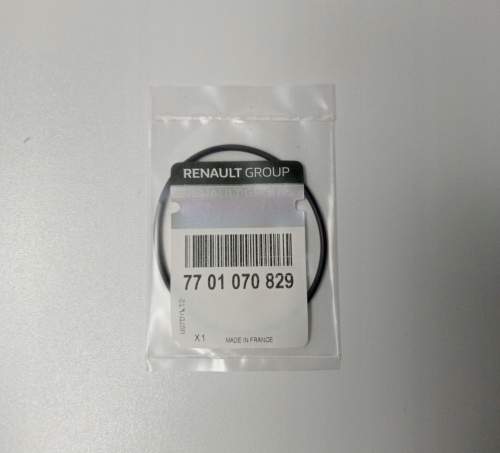 RENAULT GROUP
77 01 070 829
X1 MADE IN FRANCE